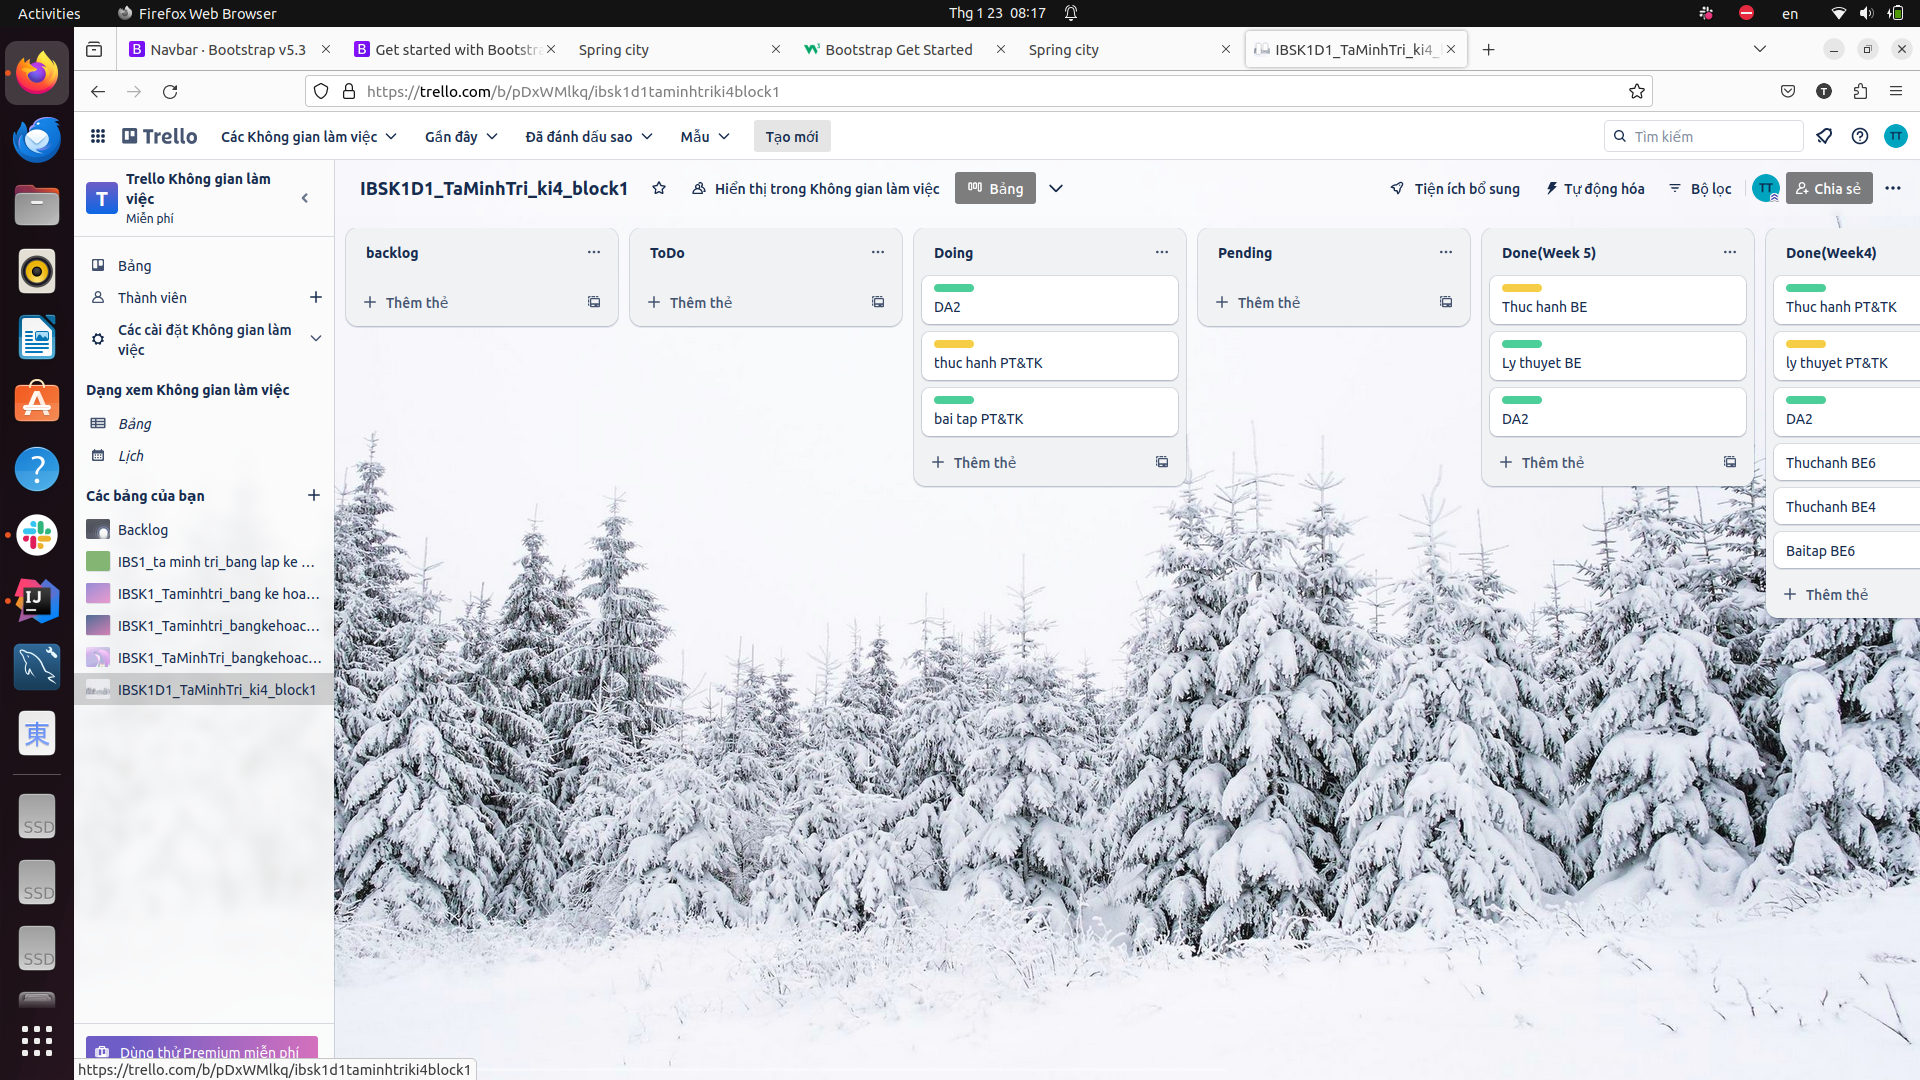 Activities
Firefox Web Browser
Thg 1 23 08:17
en
Navbar · Bootstrap v5.3
Get started with Bootstra
Spring city
Bootstrap Get Started
Spring city
IBSK1D1_TaMinhTri_ki4_
https://trello.com/b/pDxWMlkq/ibsk1d1taminhtriki4block1
Trello
Các Không gian làm việc
Gần đây
Đã đánh dấu sao
Mẫu
Tạo mới
Tìm kiếm
TT
T
Trello Không gian làm
việc
Miễn phí
IBSK1D1_TaMinhTri_ki4_block1
Hiển thị trong Không gian làm việc
Bảng
Tiện ích bổ sung
Tự động hóa
Bộ lọc
TT
Chia sẻ
Bảng
Thành viên
Các cài đặt Không gian làm
việc
Dạng xem Không gian làm việc
Bảng
Lịch
Các bảng của bạn
Backlog
IBS1_ta minh tri_bang lap ke ...
IBSK1_Taminhtri_bang ke hoa...
IBSK1_Taminhtri_bangkehoac...
IBSK1_TaMinhTri_bangkehoac...
IBSK1D1_TaMinhTri_ki4_block1
Dùng thử Premium miễn phí
https://trello.com/b/pDxWMlkq/ibsk1d1taminhtriki4block1
backlog
Thêm thẻ
ToDo
Thêm thẻ
Doing
DA2
thuc hanh PT&TK
bai tap PT&TK
Thêm thẻ
Pending
Thêm thẻ
Done(Week 5)
Thuc hanh BE
Ly thuyet BE
DA2
Thêm thẻ
Done(Week4)
Thuc hanh PT&TK
ly thuyet PT&TK
DA2
Thuchanh BE6
Thuchanh BE4
Baitap BE6
Thêm thẻ
SSD
SSD
SSD
IJ
東
T